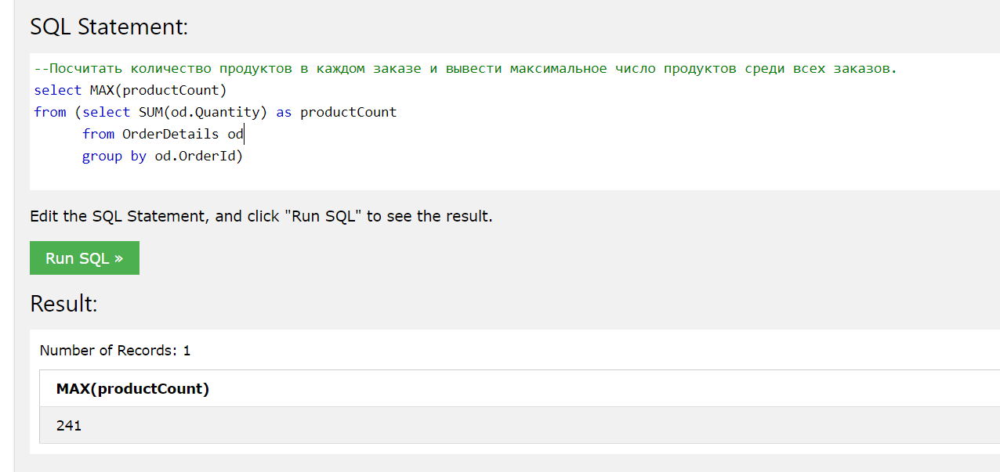 SQL Statement:
--Посчитать количество продуктов в каждом заказе и вывести максимальное число продуктов среди всех заказов.
select MAX(productCount)
from (select SUM(od.Quantity) as productCount
from OrderDetails od
group by od.OrderId)
Edit the SQL Statement, and click "Run SQL" to see the result.
Run SQL »
Result:
Number of Records: 1
MAX(productCount)
241